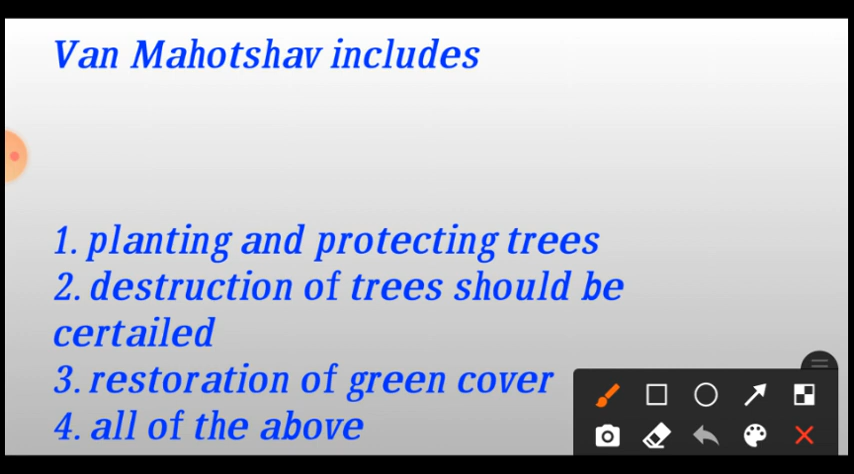 Van Mahotshav includes
1. planting and protecting trees
2. destruction of trees should be
certailed
3. restoration of green cover
4. all of the above